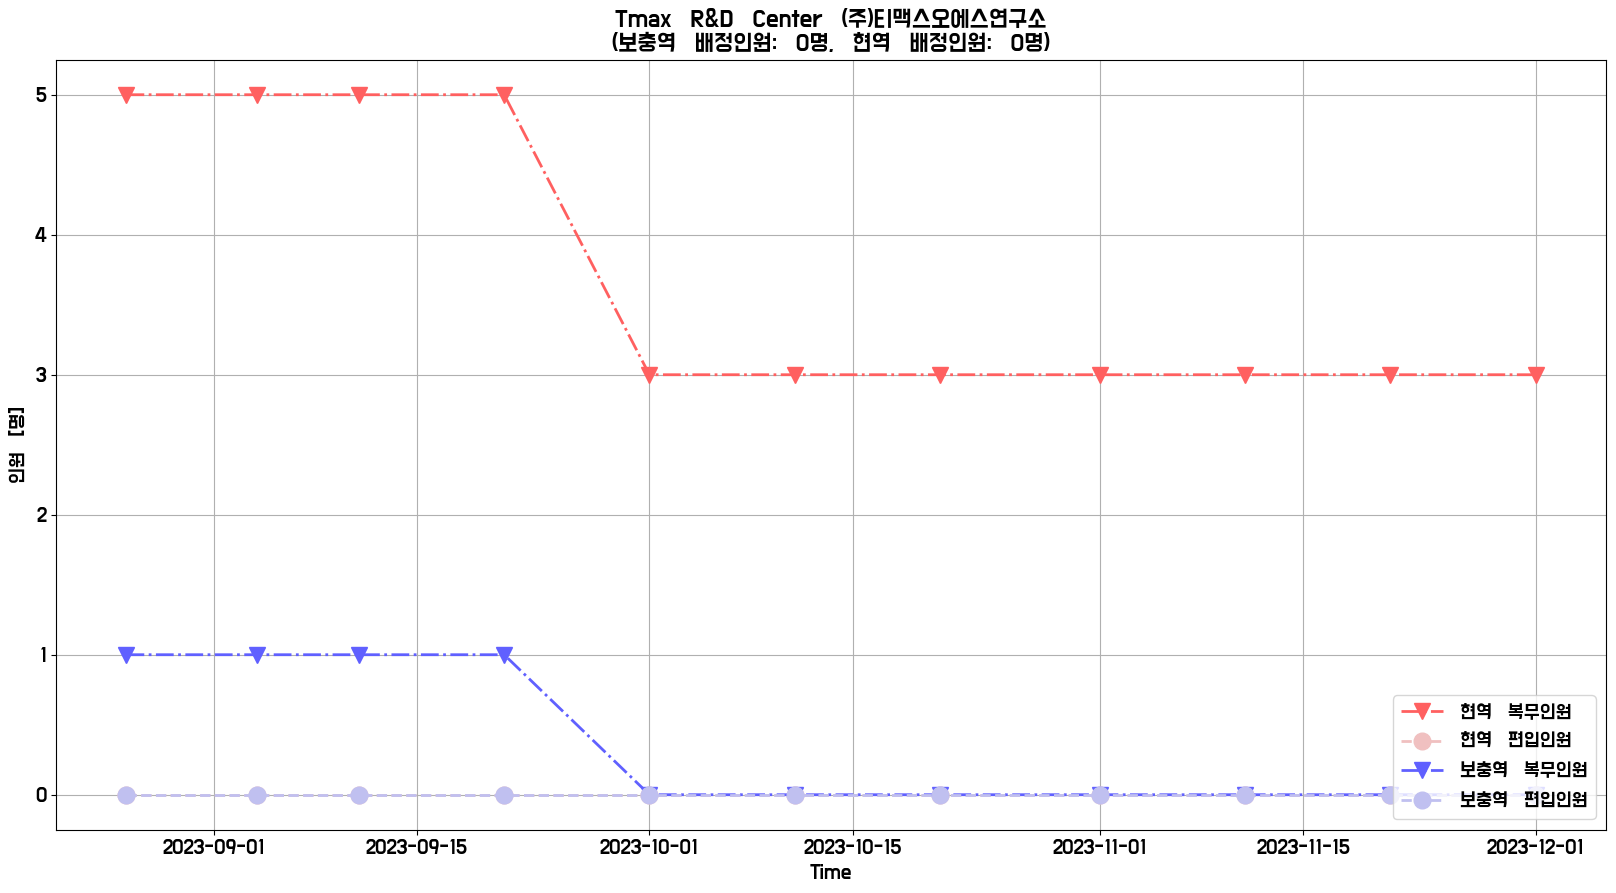 Tmax R&D Center (주)티맥스오에스연구소
(보충역 배정인원: 0명, 현역 배정인원: 0명)
인원 [명]
5
4
3
2
1
0
현역 복무인원
현역 편입인원
보충역 복무인원
보충역 편입인원
2023-09-01 2023-09-15 2023-10-01 2023-10-15 2023-11-01 2023-11-15 2023-12-01
Time